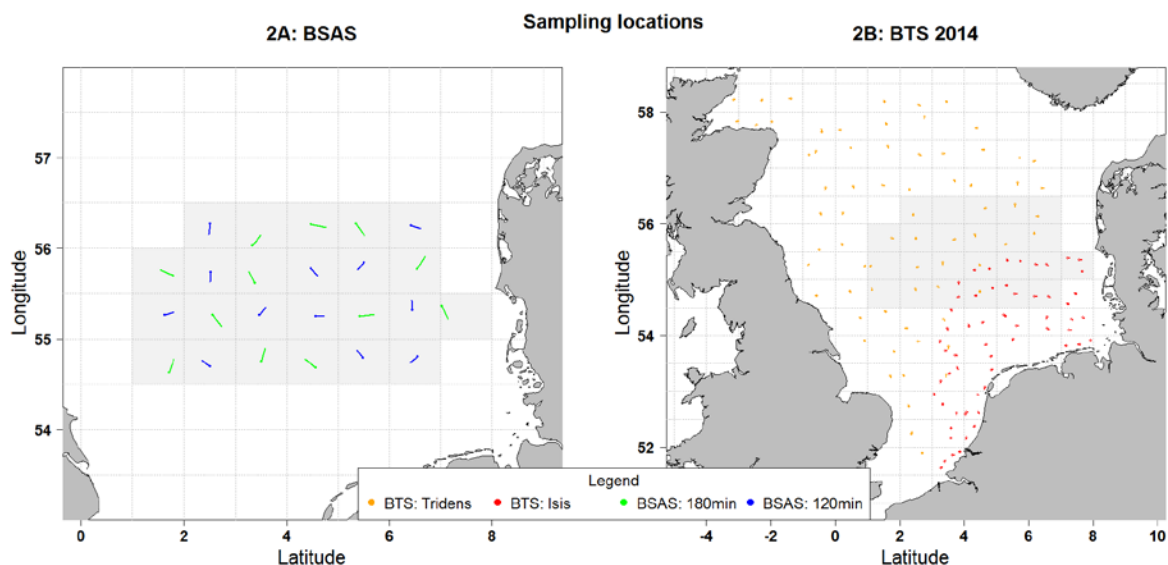 Sampling locations
2A: BSAS
2B: BTS 2014
57
56
55
54
Longitude
0
2
4
6
8
Latitude
58
56
54
52
Longitude
-4
-2
0
2
4
6
8
10
Latitude
Legend
BTS: Tridens BTS: Isis BSAS: 180min BSAS: 120min